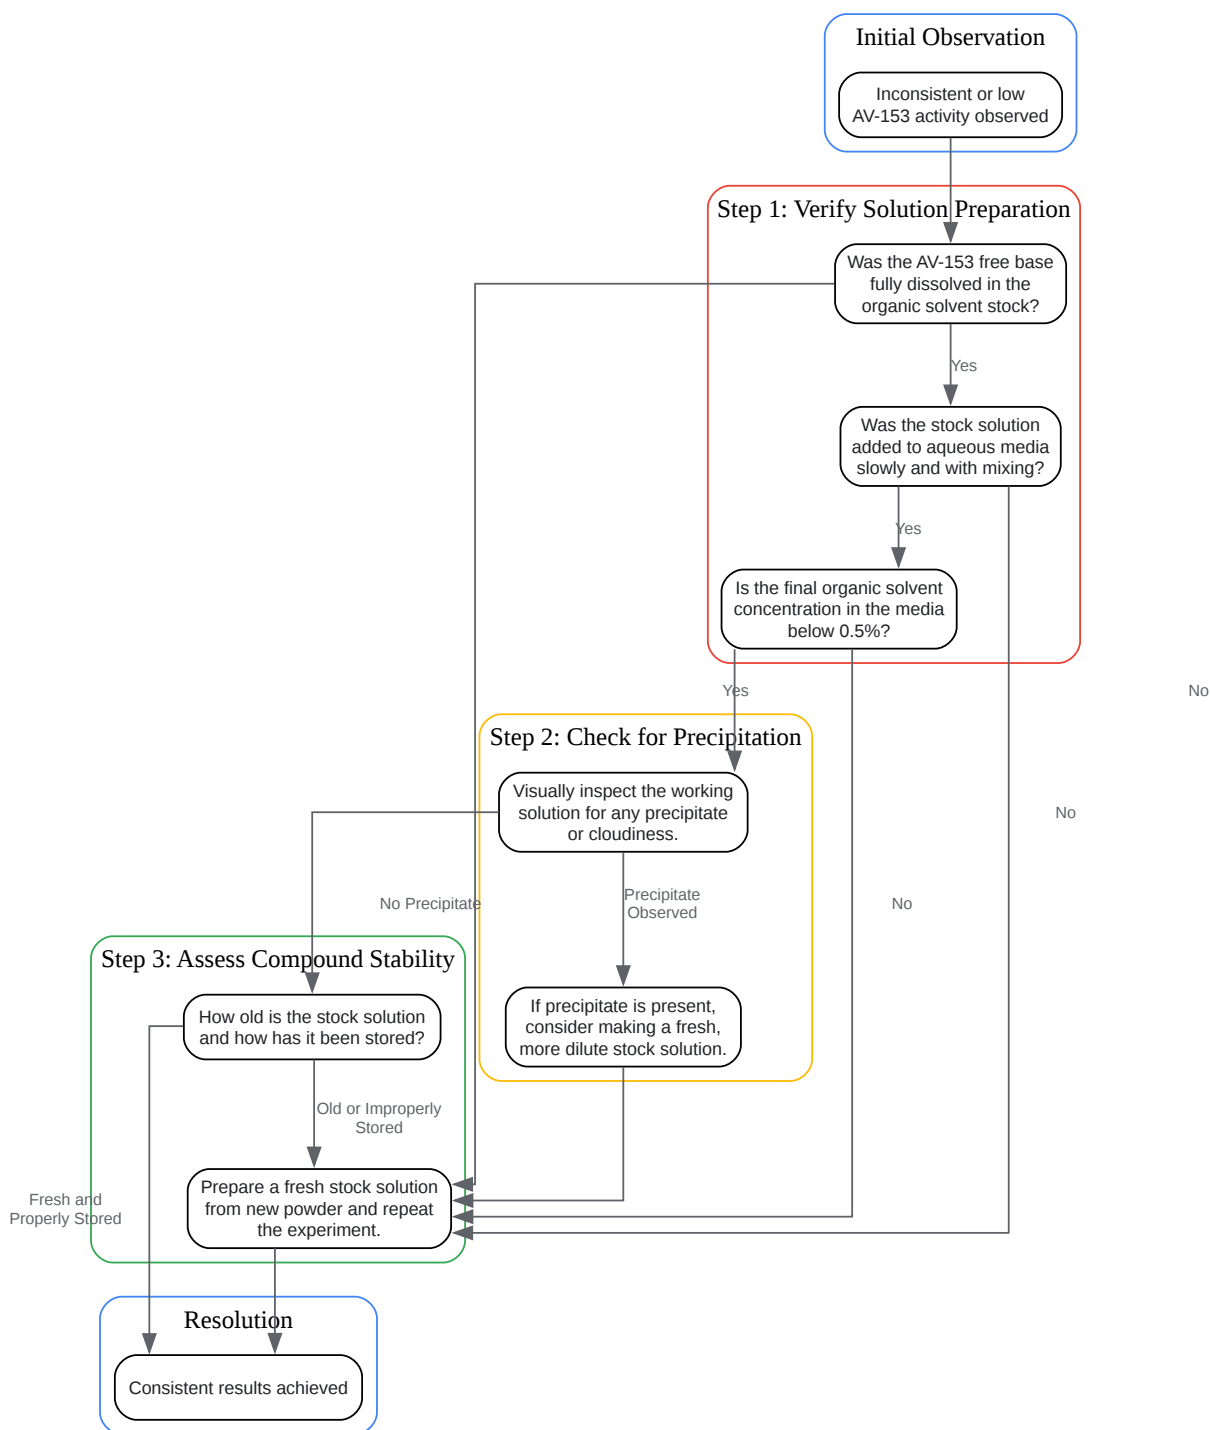 Initial Observation
Inconsistent or low
AV-153 activity observed
Step 1: Verify Solution Preparation
Was the AV-153 free base
fully dissolved in the
organic solvent stock?
Yes
Was the stock solution
added to aqueous media
slowly and with mixing?
Yes
Is the final organic solvent
concentration in the media
below 0.5%?
Yes
No
Step 2: Check for Precipitation
Visually inspect the working
solution for any precipitate
or cloudiness.
No
No Precipitate
Precipitate
Observed
No
Step 3: Assess Compound Stability
How old is the stock solution
and how has it been stored?
If precipitate is present,
consider making a fresh,
more dilute stock solution.
Old or Improperly
Stored
Fresh and
Properly Stored
Prepare a fresh stock solution
from new powder and repeat
the experiment.
Resolution
Consistent results achieved